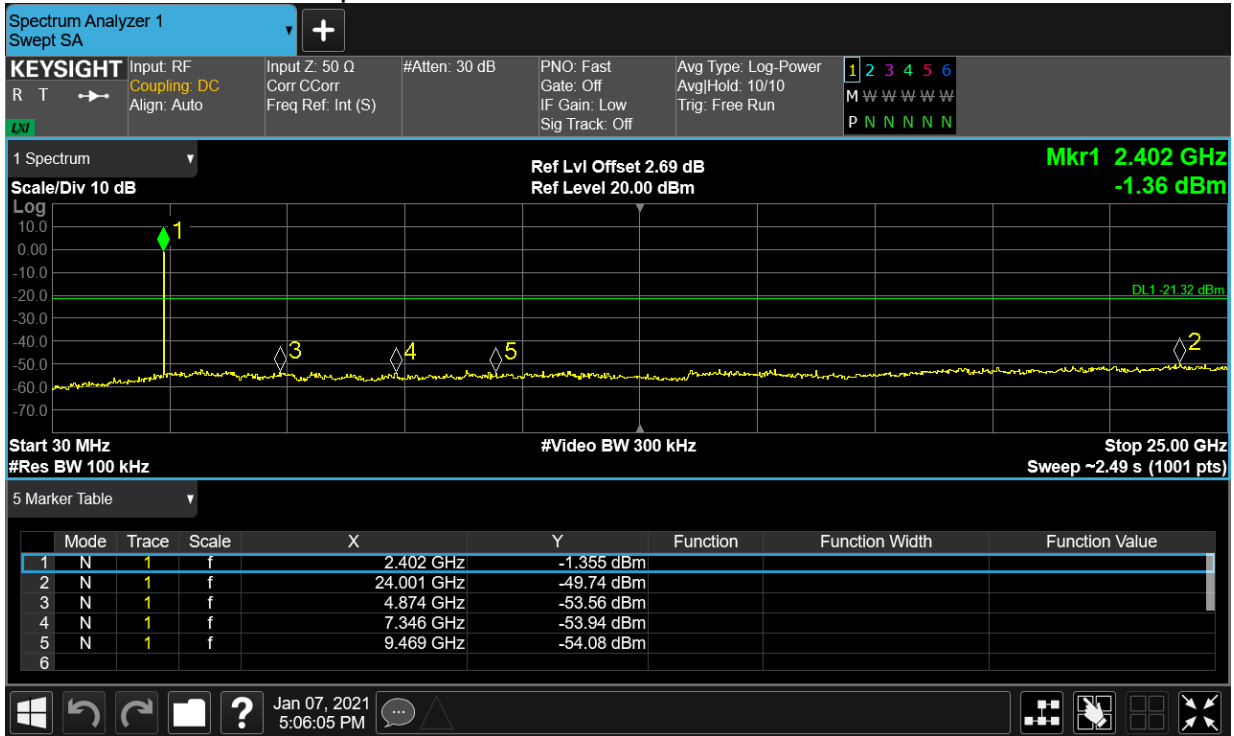 Spectrum Analyzer 1
Swept SA
+
KEYSIGHT Input: RF Input Z: 50 Ω #Atten: 30 dB PNO: Fast Avg Type: Log-Power 1 2 3 4 5 6
R T Coupling: DC Corr CCorr Gate: Off Avg|Hold: 10/10 M W W W W W
Align: Auto Freq Ref: Int (S) IF Gain: Low Trig: Free Run
LXI Sig Track: Off P N N N N N
1 Spectrum Ref Lvl Offset 2.69 dB Mkr1 2.402 GHz
Scale/Div 10 dB Ref Level 20.00 dBm -1.36 dBm
Log
10.0 1
0.00
-10.0
-20.0 DL1 -21.32 dBm
-30.0
-40.0 3 4 5 2
-50.0
-60.0
-70.0
Start 30 MHz #Video BW 300 kHz Stop 25.00 GHz
#Res BW 100 kHz Sweep ~2.49 s (1001 pts)
5 Marker Table
Mode Trace Scale X Y Function Function Width Function Value
1 N 1 f 2.402 GHz -1.355 dBm
2 N 1 f 24.001 GHz -49.74 dBm
3 N 1 f 4.874 GHz -53.56 dBm
4 N 1 f 7.346 GHz -53.94 dBm
5 N 1 f 9.469 GHz -54.08 dBm
6
? Jan 07, 2021
5:06:05 PM